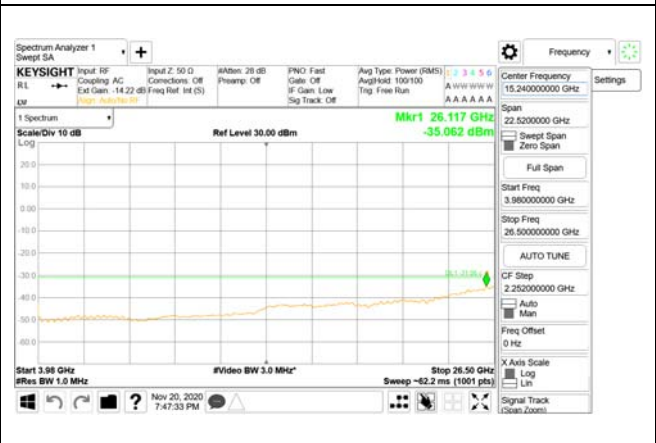 Spectrum Analyzer 1
Swept SA
+
Frequency
KEYSIGHT
Input: RF
Coupling: AC
Ext Gain: -14.22 dB
Align: Auto/No RF
Input Z: 50 Ω
Corrections: Off
Freq Ref: Int (S)
#Atten: 28 dB
Preamp: Off
PNO: Fast
Gate: Off
IF Gain: Low
Sig Track: Off
Avg Type: Power (RMS)
Avg|Hold: 100/100
Trig: Free Run
1 2 3 4 5 6
A W W W W W
A A A A A A
RL
LM
Center Frequency
15.240000000 GHz
Settings
Span
22.5200000 GHz
Swept Span
Zero Span
Full Span
Start Freq
3.980000000 GHz
Stop Freq
26.500000000 GHz
AUTO TUNE
CF Step
2.252000000 GHz
Auto
Man
Freq Offset
0 Hz
X Axis Scale
Log
Lin
Signal Track
(Span Zoom)
1 Spectrum
Scale/Div 10 dB
Log
Ref Level 30.00 dBm
Mkr1 26.117 GHz
-35.062 dBm
20.0
10.0
0.00
-10.0
-20.0
-30.0
-40.0
-50.0
-60.0
Start 3.98 GHz
#Res BW 1.0 MHz
#Video BW 3.0 MHz*
Stop 26.50 GHz
Sweep ~62.2 ms (1001 pts)
?
Nov 20, 2020
7:47:33 PM